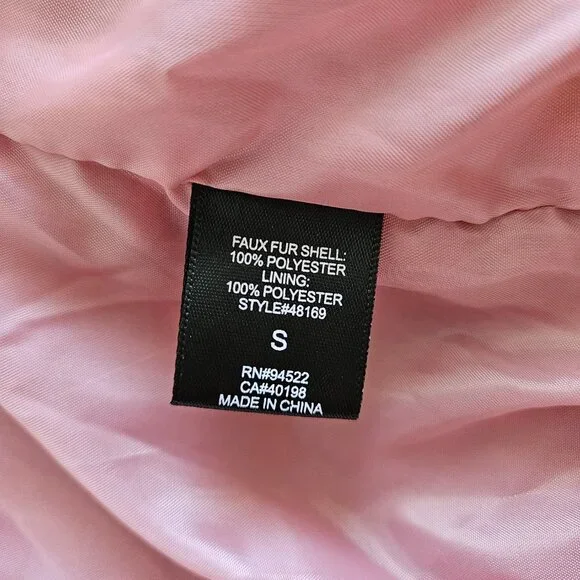 FAUX FUR SHELL:
100% POLYESTER
LINING:
100% POLYESTER
STYLE#48169
S
RN#94522
CA#40198
MADE IN CHINA